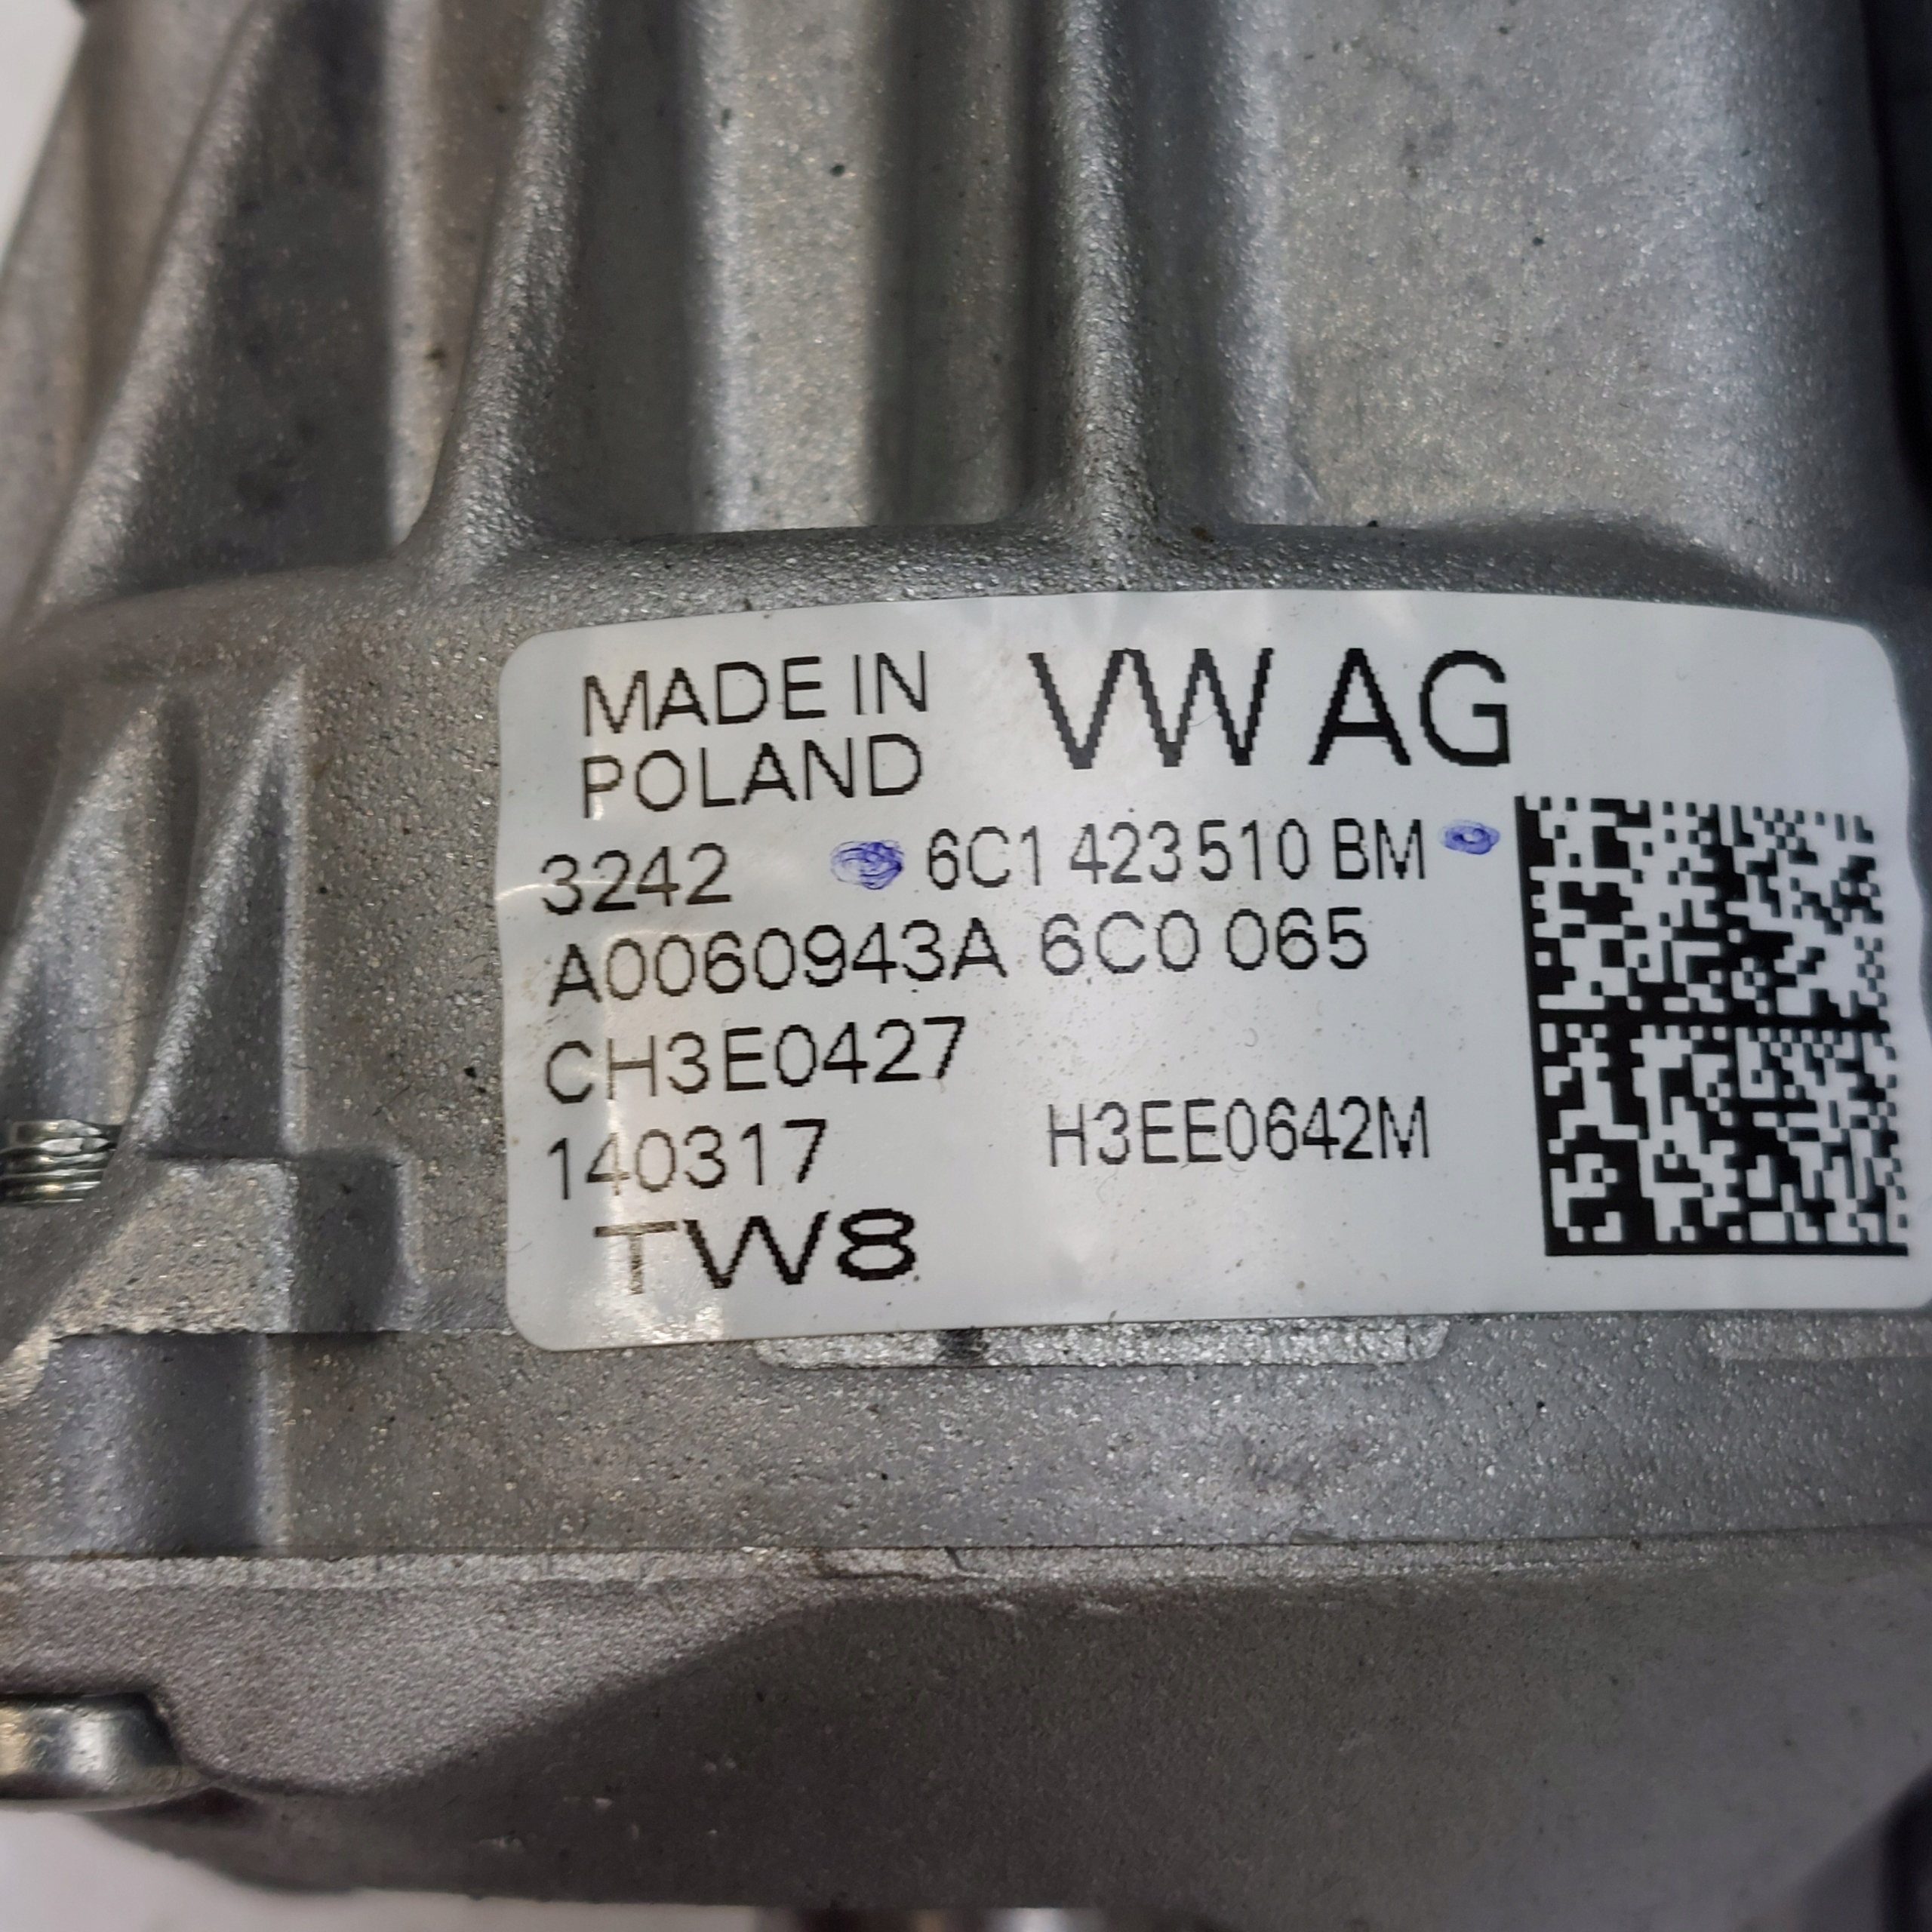 MADE IN VW AG
POLAND
3242 6C1 423 510 BM
A0060943A 6C0 065
CH3E0427
140317 H3EE0642M
TW8